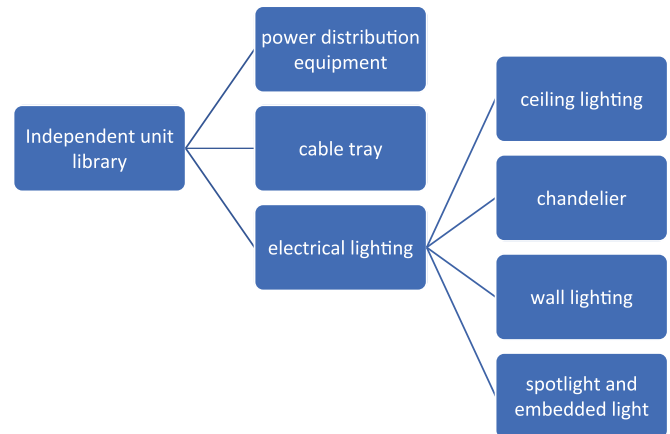 Independent unit
library
power distribution
equipment
cable tray
electrical lighting
ceiling lighting
chandelier
wall lighting
spotlight and
embedded light